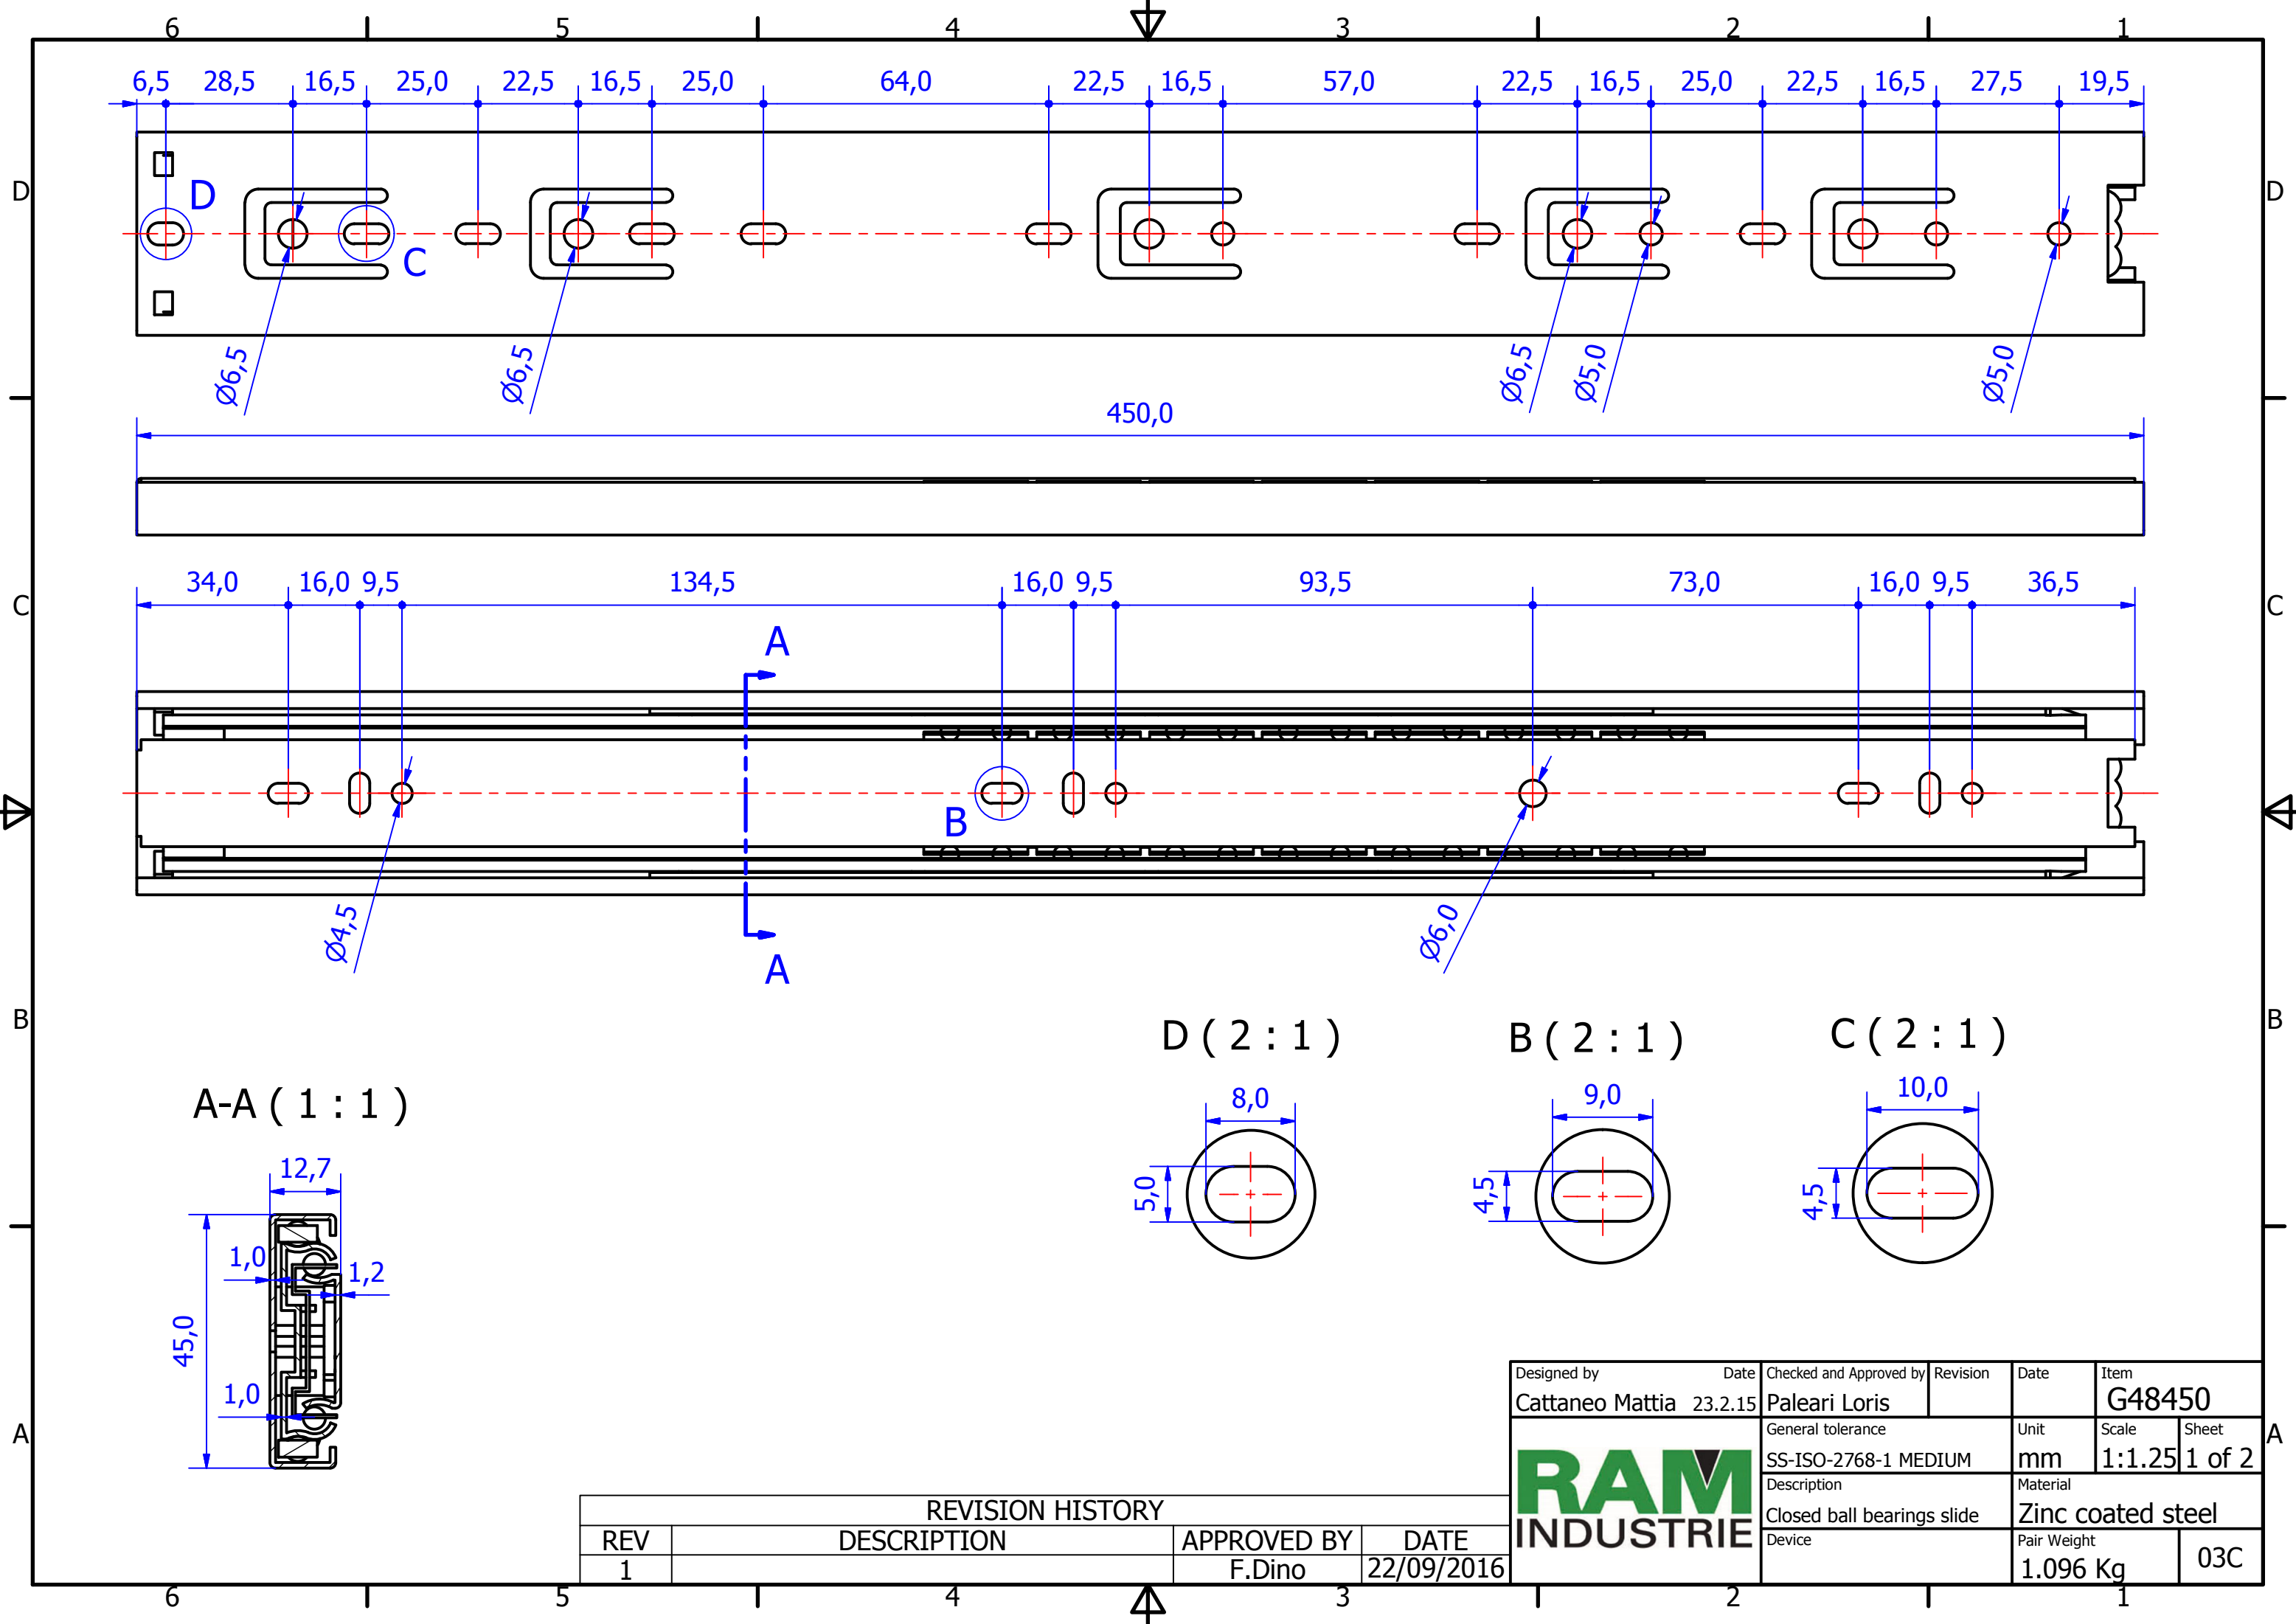 6 5 4 3 2 1
6,5 28,5 16,5 25,0 22,5 16,5 25,0 64,0 22,5 16,5 57,0 22,5 16,5 25,0 22,5 16,5 27,5 19,5
D D
D
C
Ø6,5 Ø6,5 Ø6,5 Ø5,0 Ø5,0
450,0
34,0 16,0 9,5 134,5 16,0 9,5 93,5 73,0 16,0 9,5 36,5
C C
A
B
Ø4,5 Ø6,0
A
B B
D ( 2 : 1 ) B ( 2 : 1 ) C ( 2 : 1 )
A-A ( 1 : 1 )
8,0 9,0 10,0
5,0 4,5 4,5
12,7
1,0 1,2
45,0
1,0
A A
Designed by Date Checked and Approved by Revision Date Item
Cattaneo Mattia 23.2.15 Paleari Loris G48450
General tolerance Unit Scale Sheet
SS-ISO-2768-1 MEDIUM mm 1:1.25 1 of 2
RAM
INDUSTRIE
Description Material
Closed ball bearings slide Zinc coated steel
Device Pair Weight
1.096 Kg 03C
REVISION HISTORY
REV DESCRIPTION APPROVED BY DATE
1 F.Dino 22/09/2016
6 5 4 3 2 1